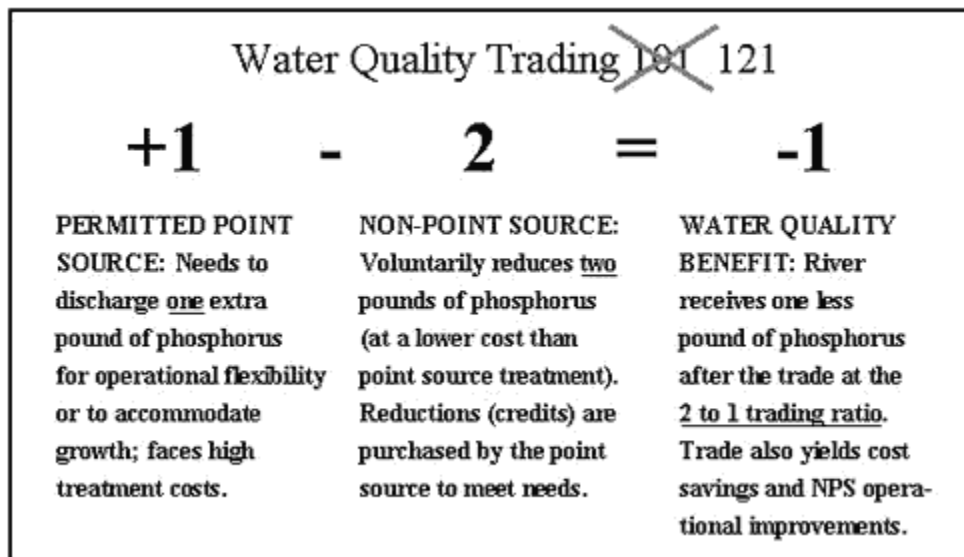 Water Quality Trading 101 121
+1 - 2 = -1
PERMITTED POINT
SOURCE: Needs to
discharge one extra
pound of phosphorus
for operational flexibility
or to accommodate
growth; faces high
treatment costs.
NON-POINT SOURCE:
Voluntarily reduces two
pounds of phosphorus
(at a lower cost than
point source treatment).
Reductions (credits) are
purchased by the point
source to meet needs.
WATER QUALITY
BENEFIT: River
receives one less
pound of phosphorus
after the trade at the
2 to 1 trading ratio.
Trade also yields cost
savings and NPS opera-
tional improvements.